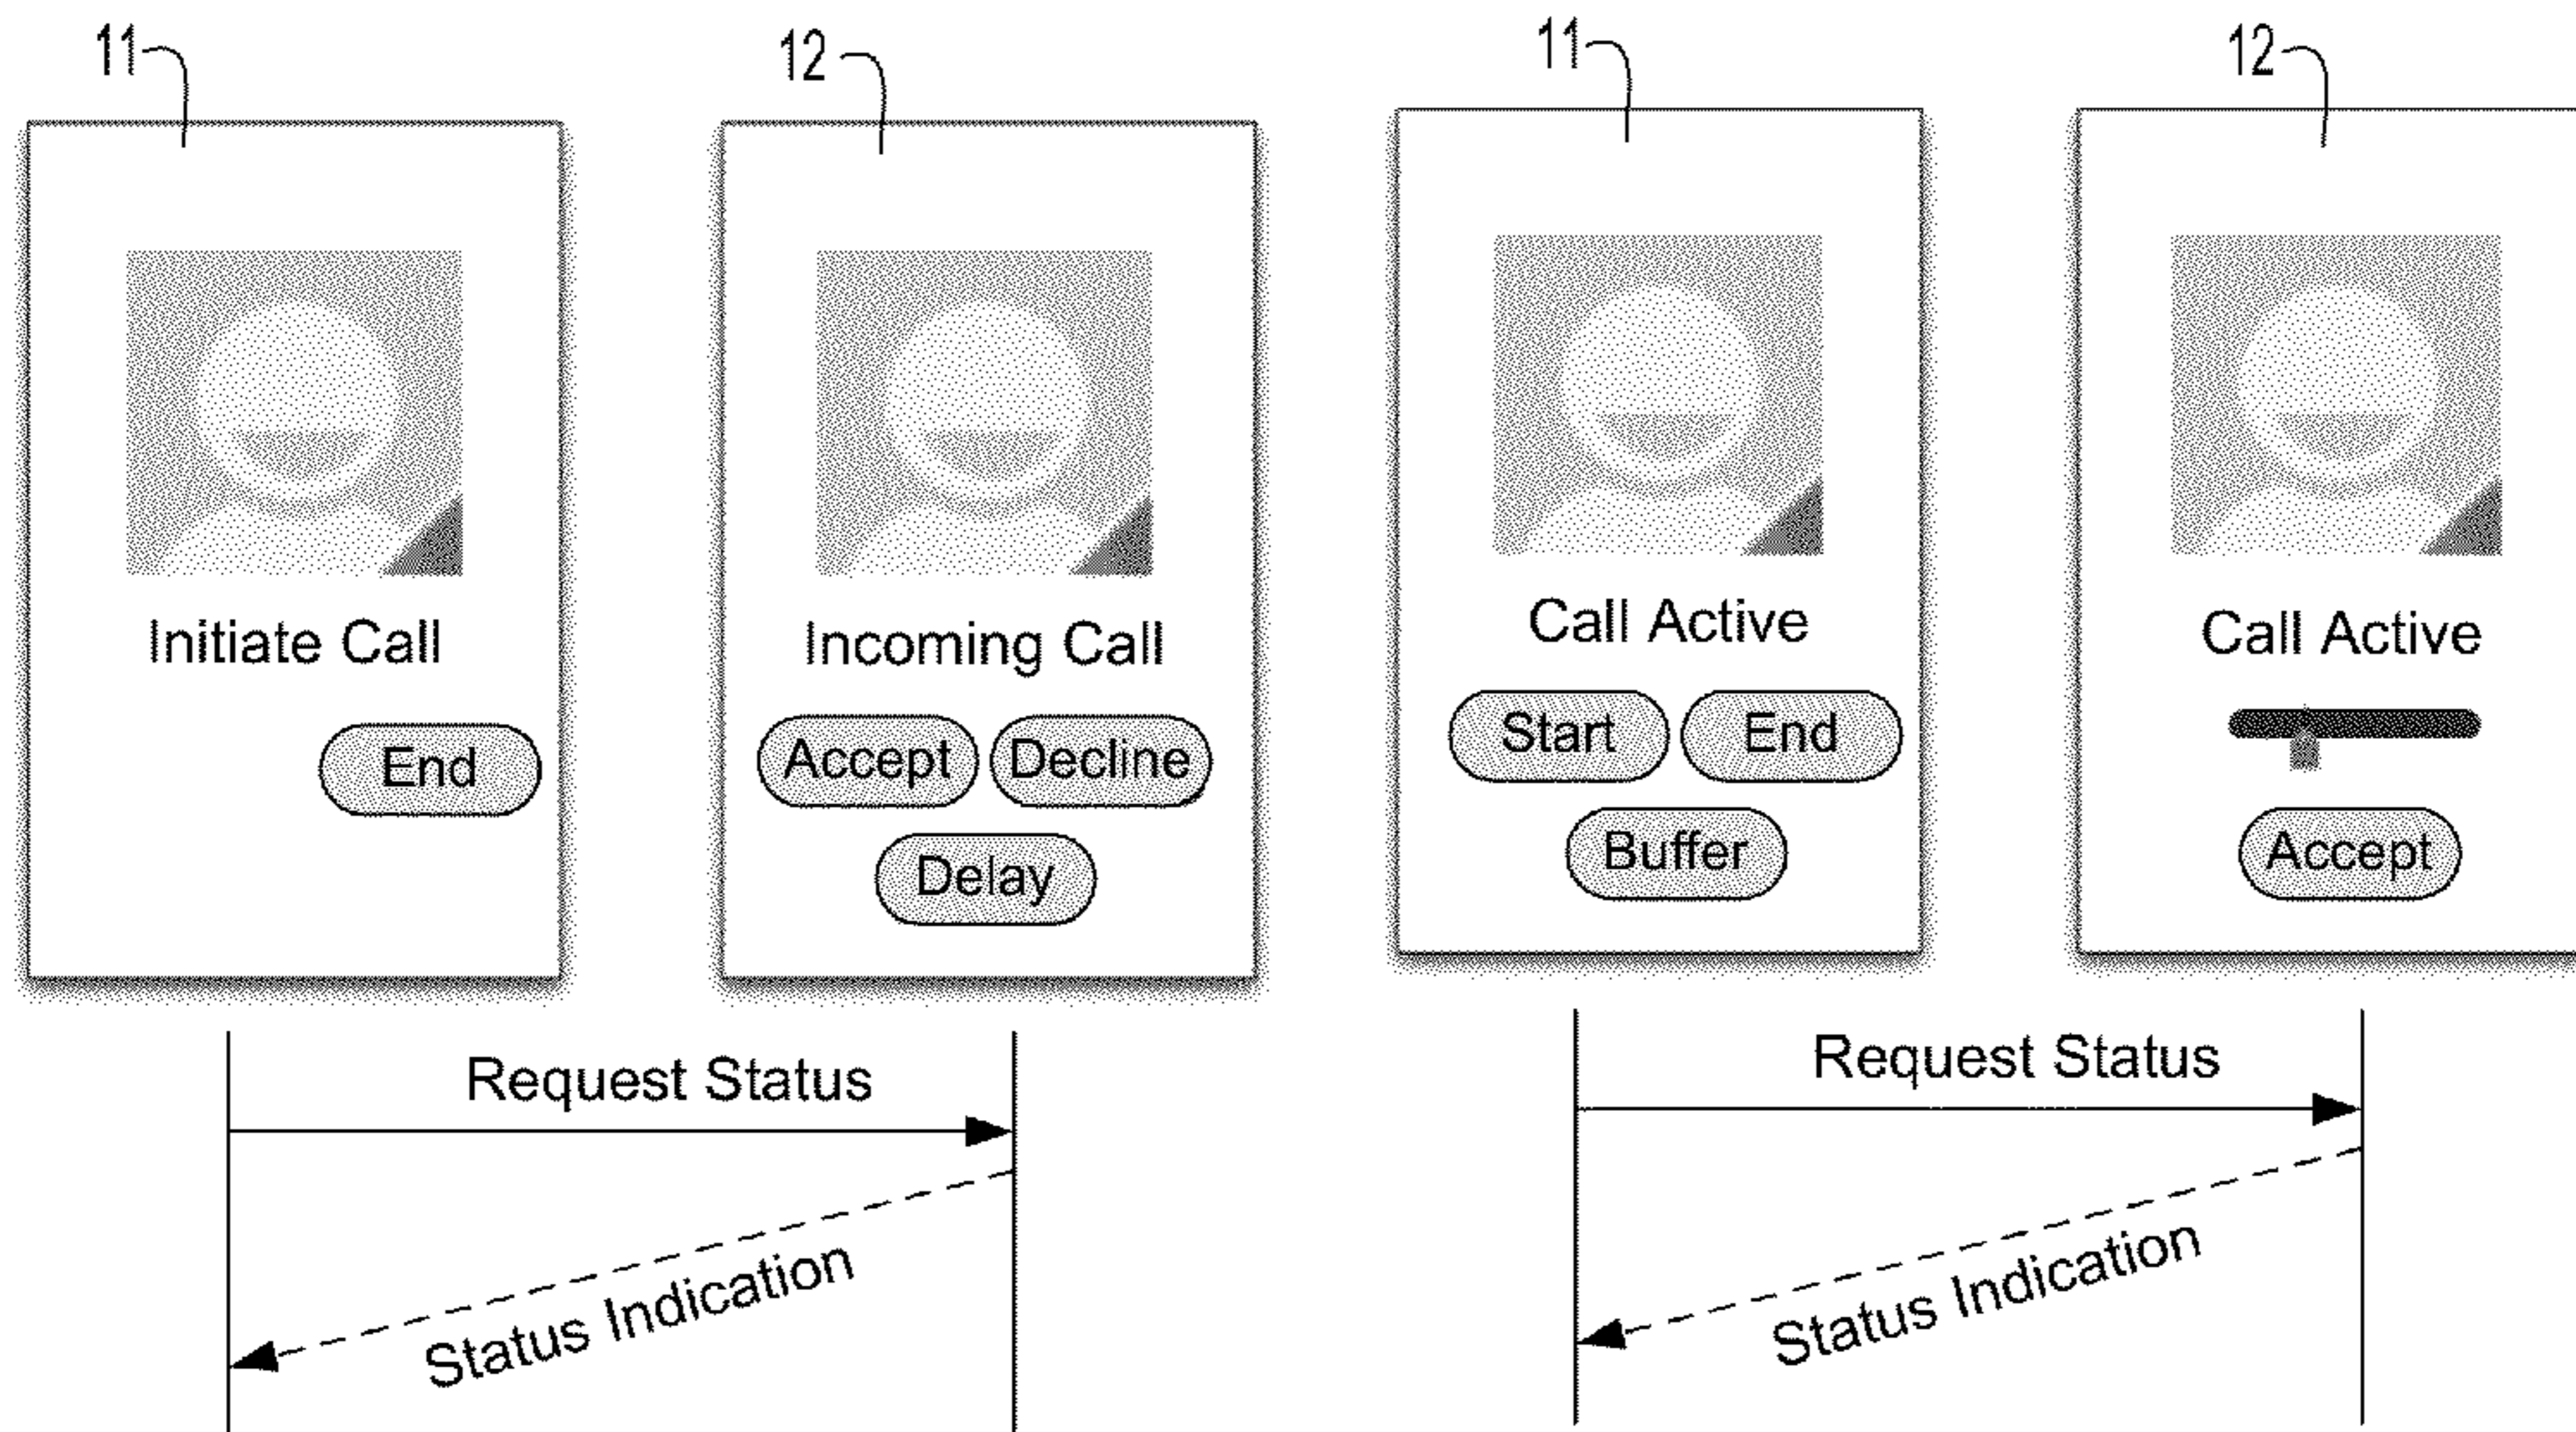 11
12
11
12
Initiate Call
End
Incoming Call
Accept
Decline
Delay
Call Active
Start
End
Buffer
Call Active
Accept
Request Status
Status Indication
Request Status
Status Indication